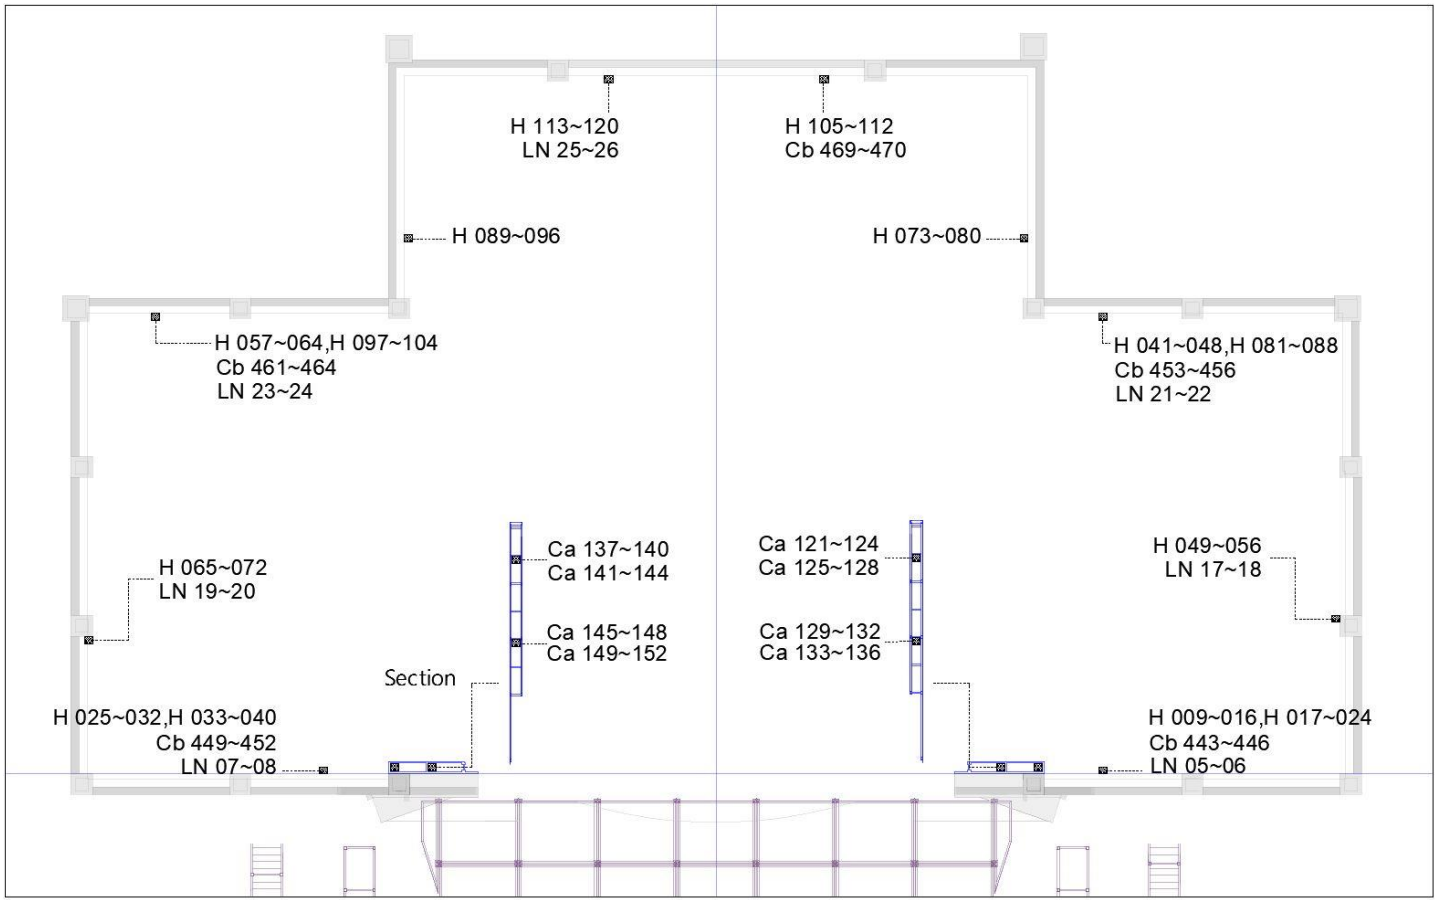 H 113~120
LN 25~26
H 105~112
Cb 469~470
H 089~096
H 073~080
H 057~064,H 097~104
Cb 461~464
LN 23~24
H 041~048,H 081~088
Cb 453~456
LN 21~22
H 065~072
LN 19~20
Ca 137~140
Ca 141~144
Ca 121~124
Ca 125~128
H 049~056
LN 17~18
Ca 145~148
Ca 149~152
Ca 129~132
Ca 133~136
Section
H 025~032,H 033~040
Cb 449~452
LN 07~08
H 009~016,H 017~024
Cb 443~446
LN 05~06